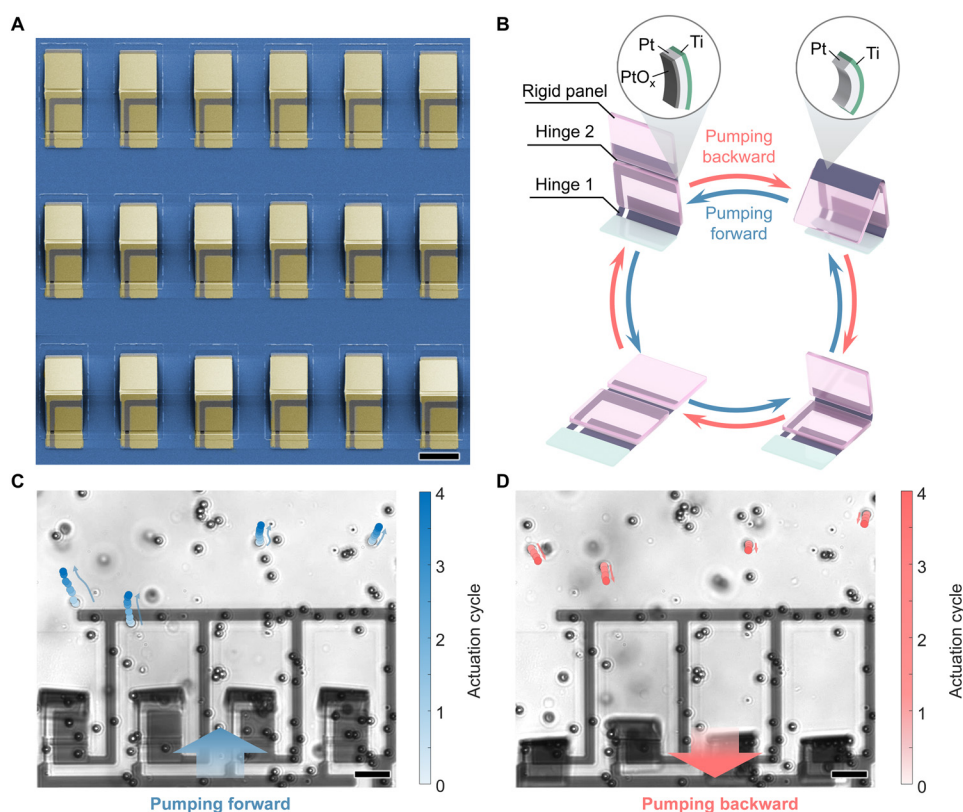 A
B
Pt
Ti
PtOx
Pt
Ti
Rigid panel
Hinge 2
Hinge 1
Pumping
backward
Pumping
forward
C
4
3
2
1
0
Actuation cycle
Pumping forward
D
4
3
2
1
0
Actuation cycle
Pumping backward